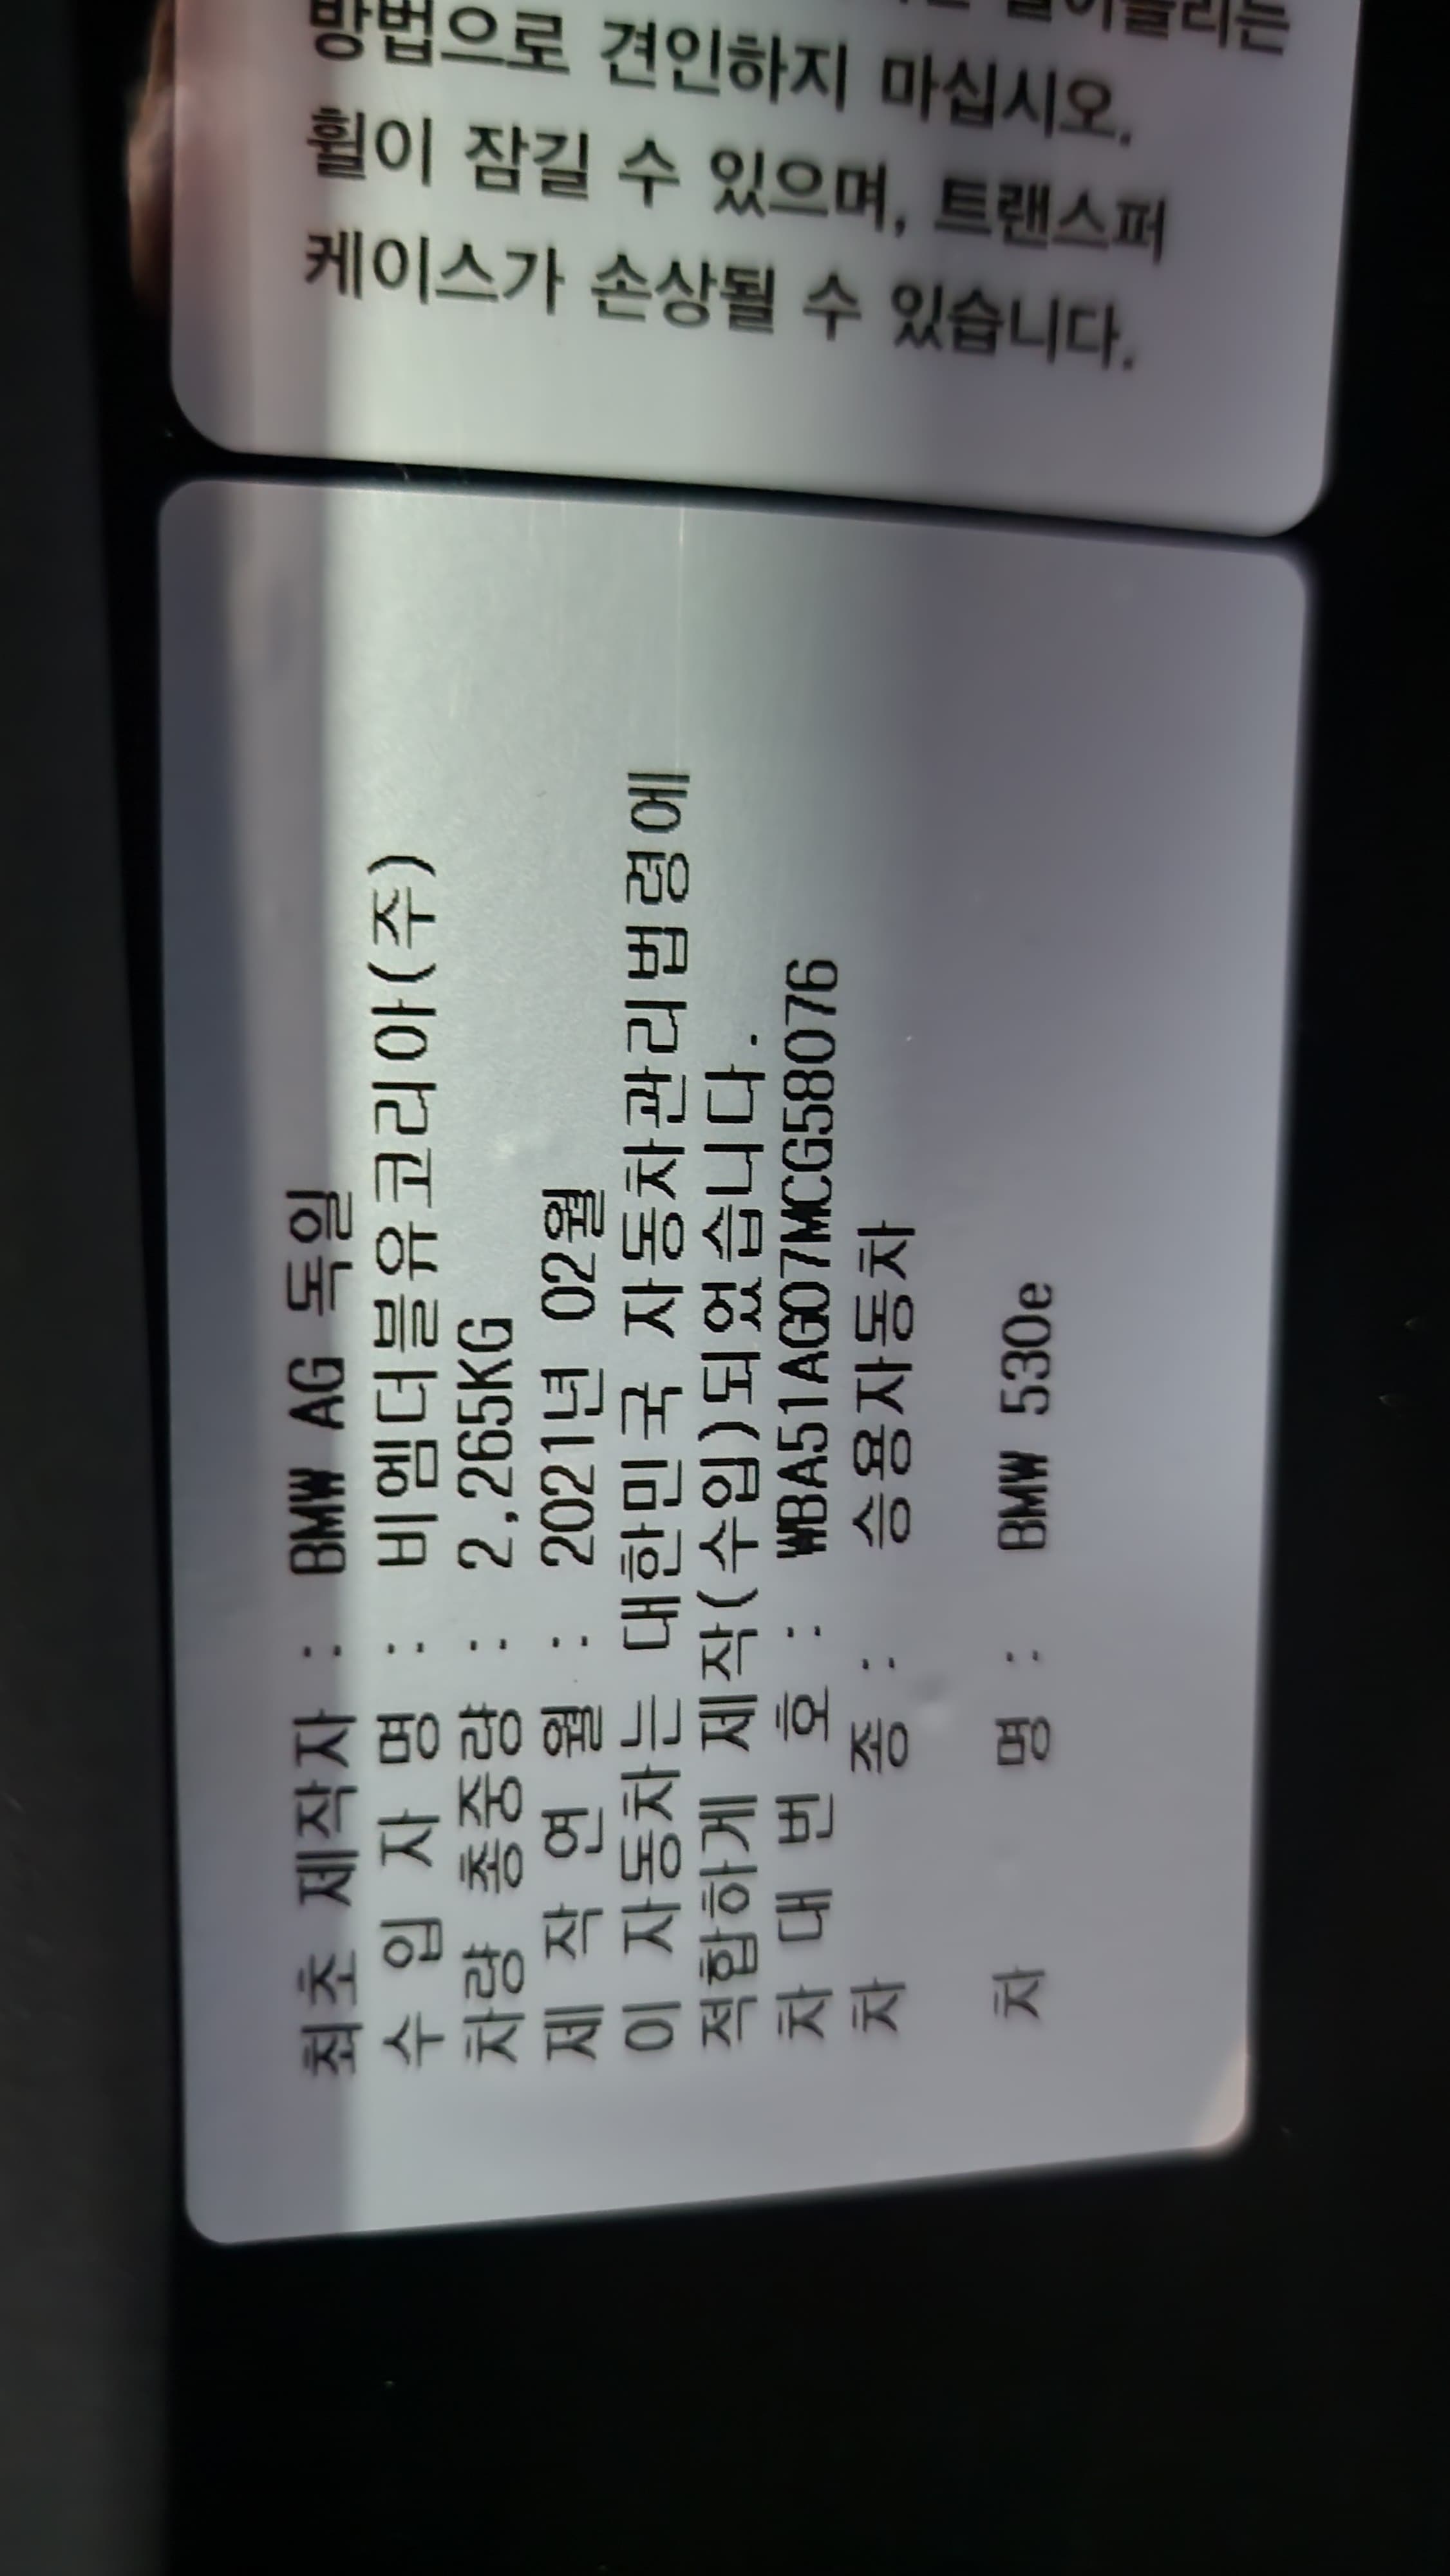 방법으로 견인하지 마십시오.
휠이 잠길 수 있으며, 트랜스퍼
케이스가 손상될 수 있습니다.
최초 제작자 : BMW AG 독일
수 입 자 명 : 비엠더블유코리아(주)
차량 총중량 : 2,265KG
제 작 연 월 : 2021년 02월
이 자동차는 대한민국 자동차관리법령에
적합하게 제작(수입)되었습니다.
차 대 번 호 : WBA51AG07MCG58076
차 종 : 승용자동차
차 명 : BMW 530e